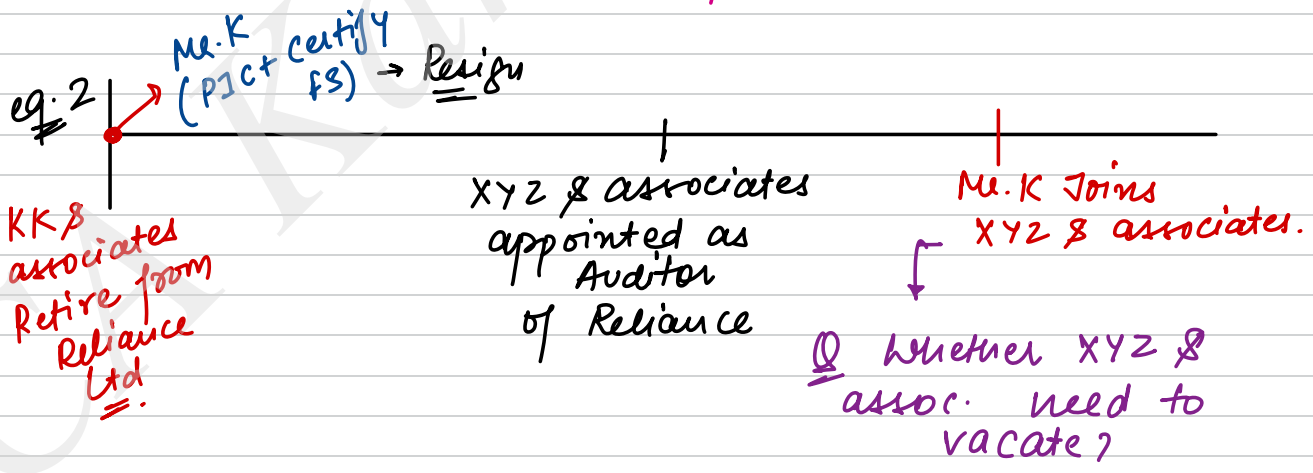 eg. 2
Mr. K
(PIC + Certify
FS) → Resign
KK &
associates
Retire from
Reliance
Ltd.
XYZ & associates
appointed as
Auditor
of Reliance
Mr. K Joins
XYZ & associates.
Q Whether XYZ &
assoc. need to
vacate?
CA